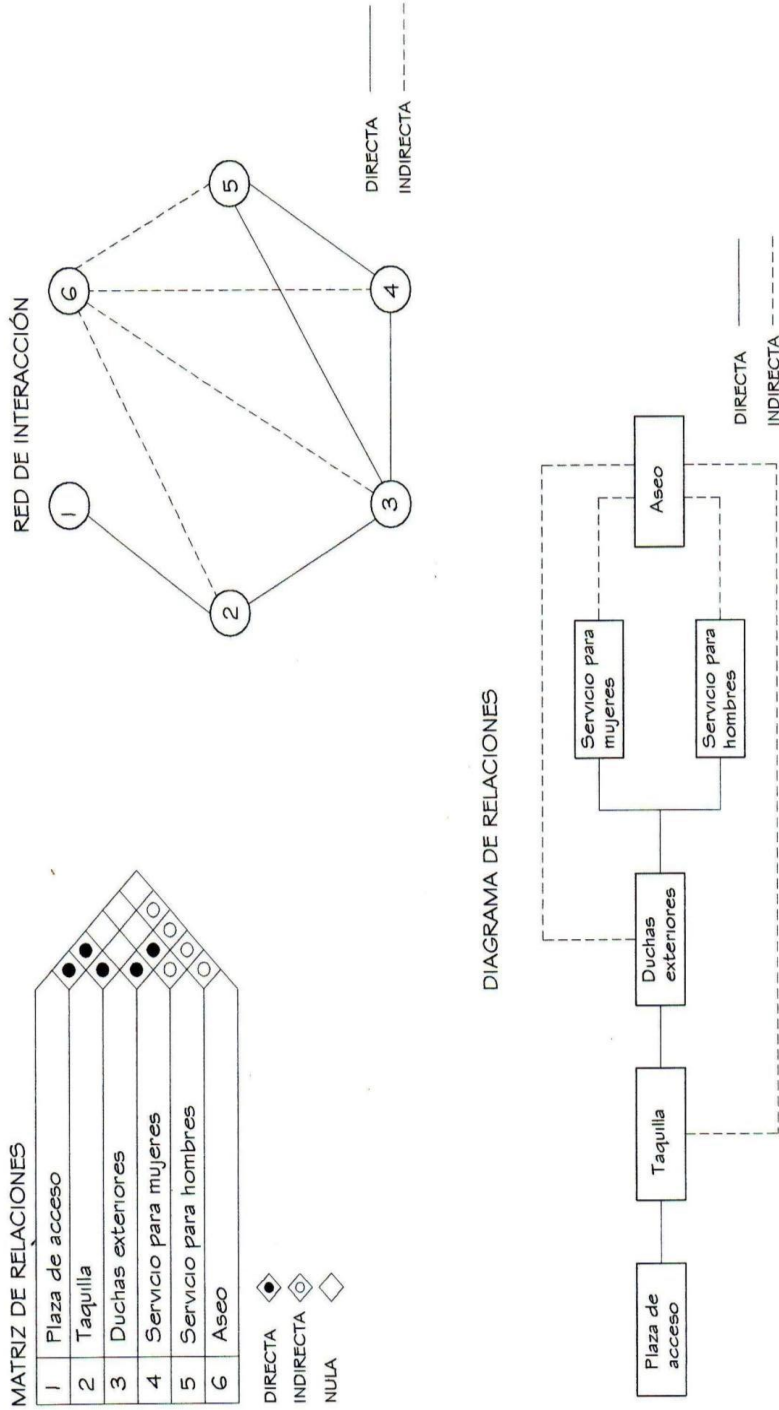 MATRIZ DE RELACIONES
1 Plaza de acceso
2 Taquilla
3 Duchas exteriores
4 Servicio para mujeres
5 Servicio para hombres
6 Aseo
DIRECTA
INDIRECTA
NULA
RED DE INTERACCIÓN
1
2
3
4
5
6
DIRECTA
INDIRECTA
DIAGRAMA DE RELACIONES
Plaza de
acceso
Taquilla
Duchas
exteriores
Servicio para
mujeres
Servicio para
hombres
Aseo
DIRECTA
INDIRECTA